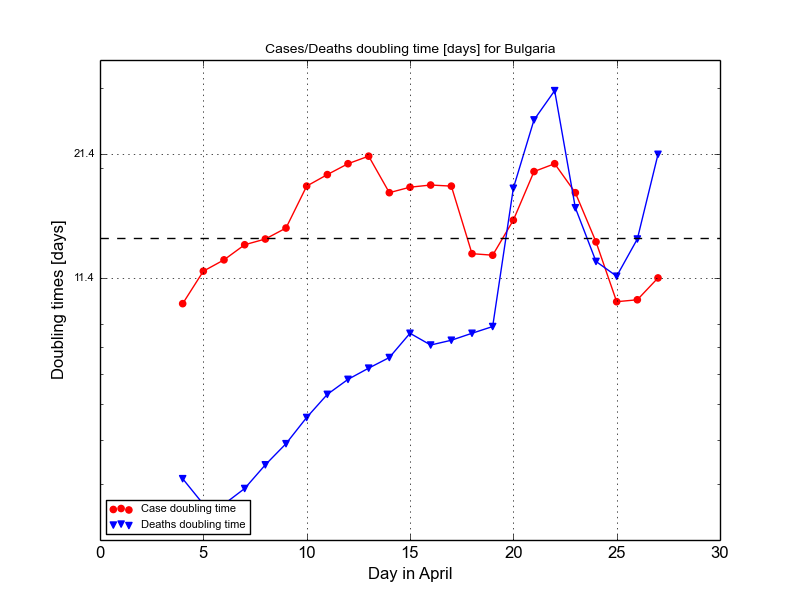 Cases/Deaths doubling time [days] for Bulgaria
21.4
11.4
Doubling times [days]
Case doubling time
Deaths doubling time
0 5 10 15 20 25 30
Day in April